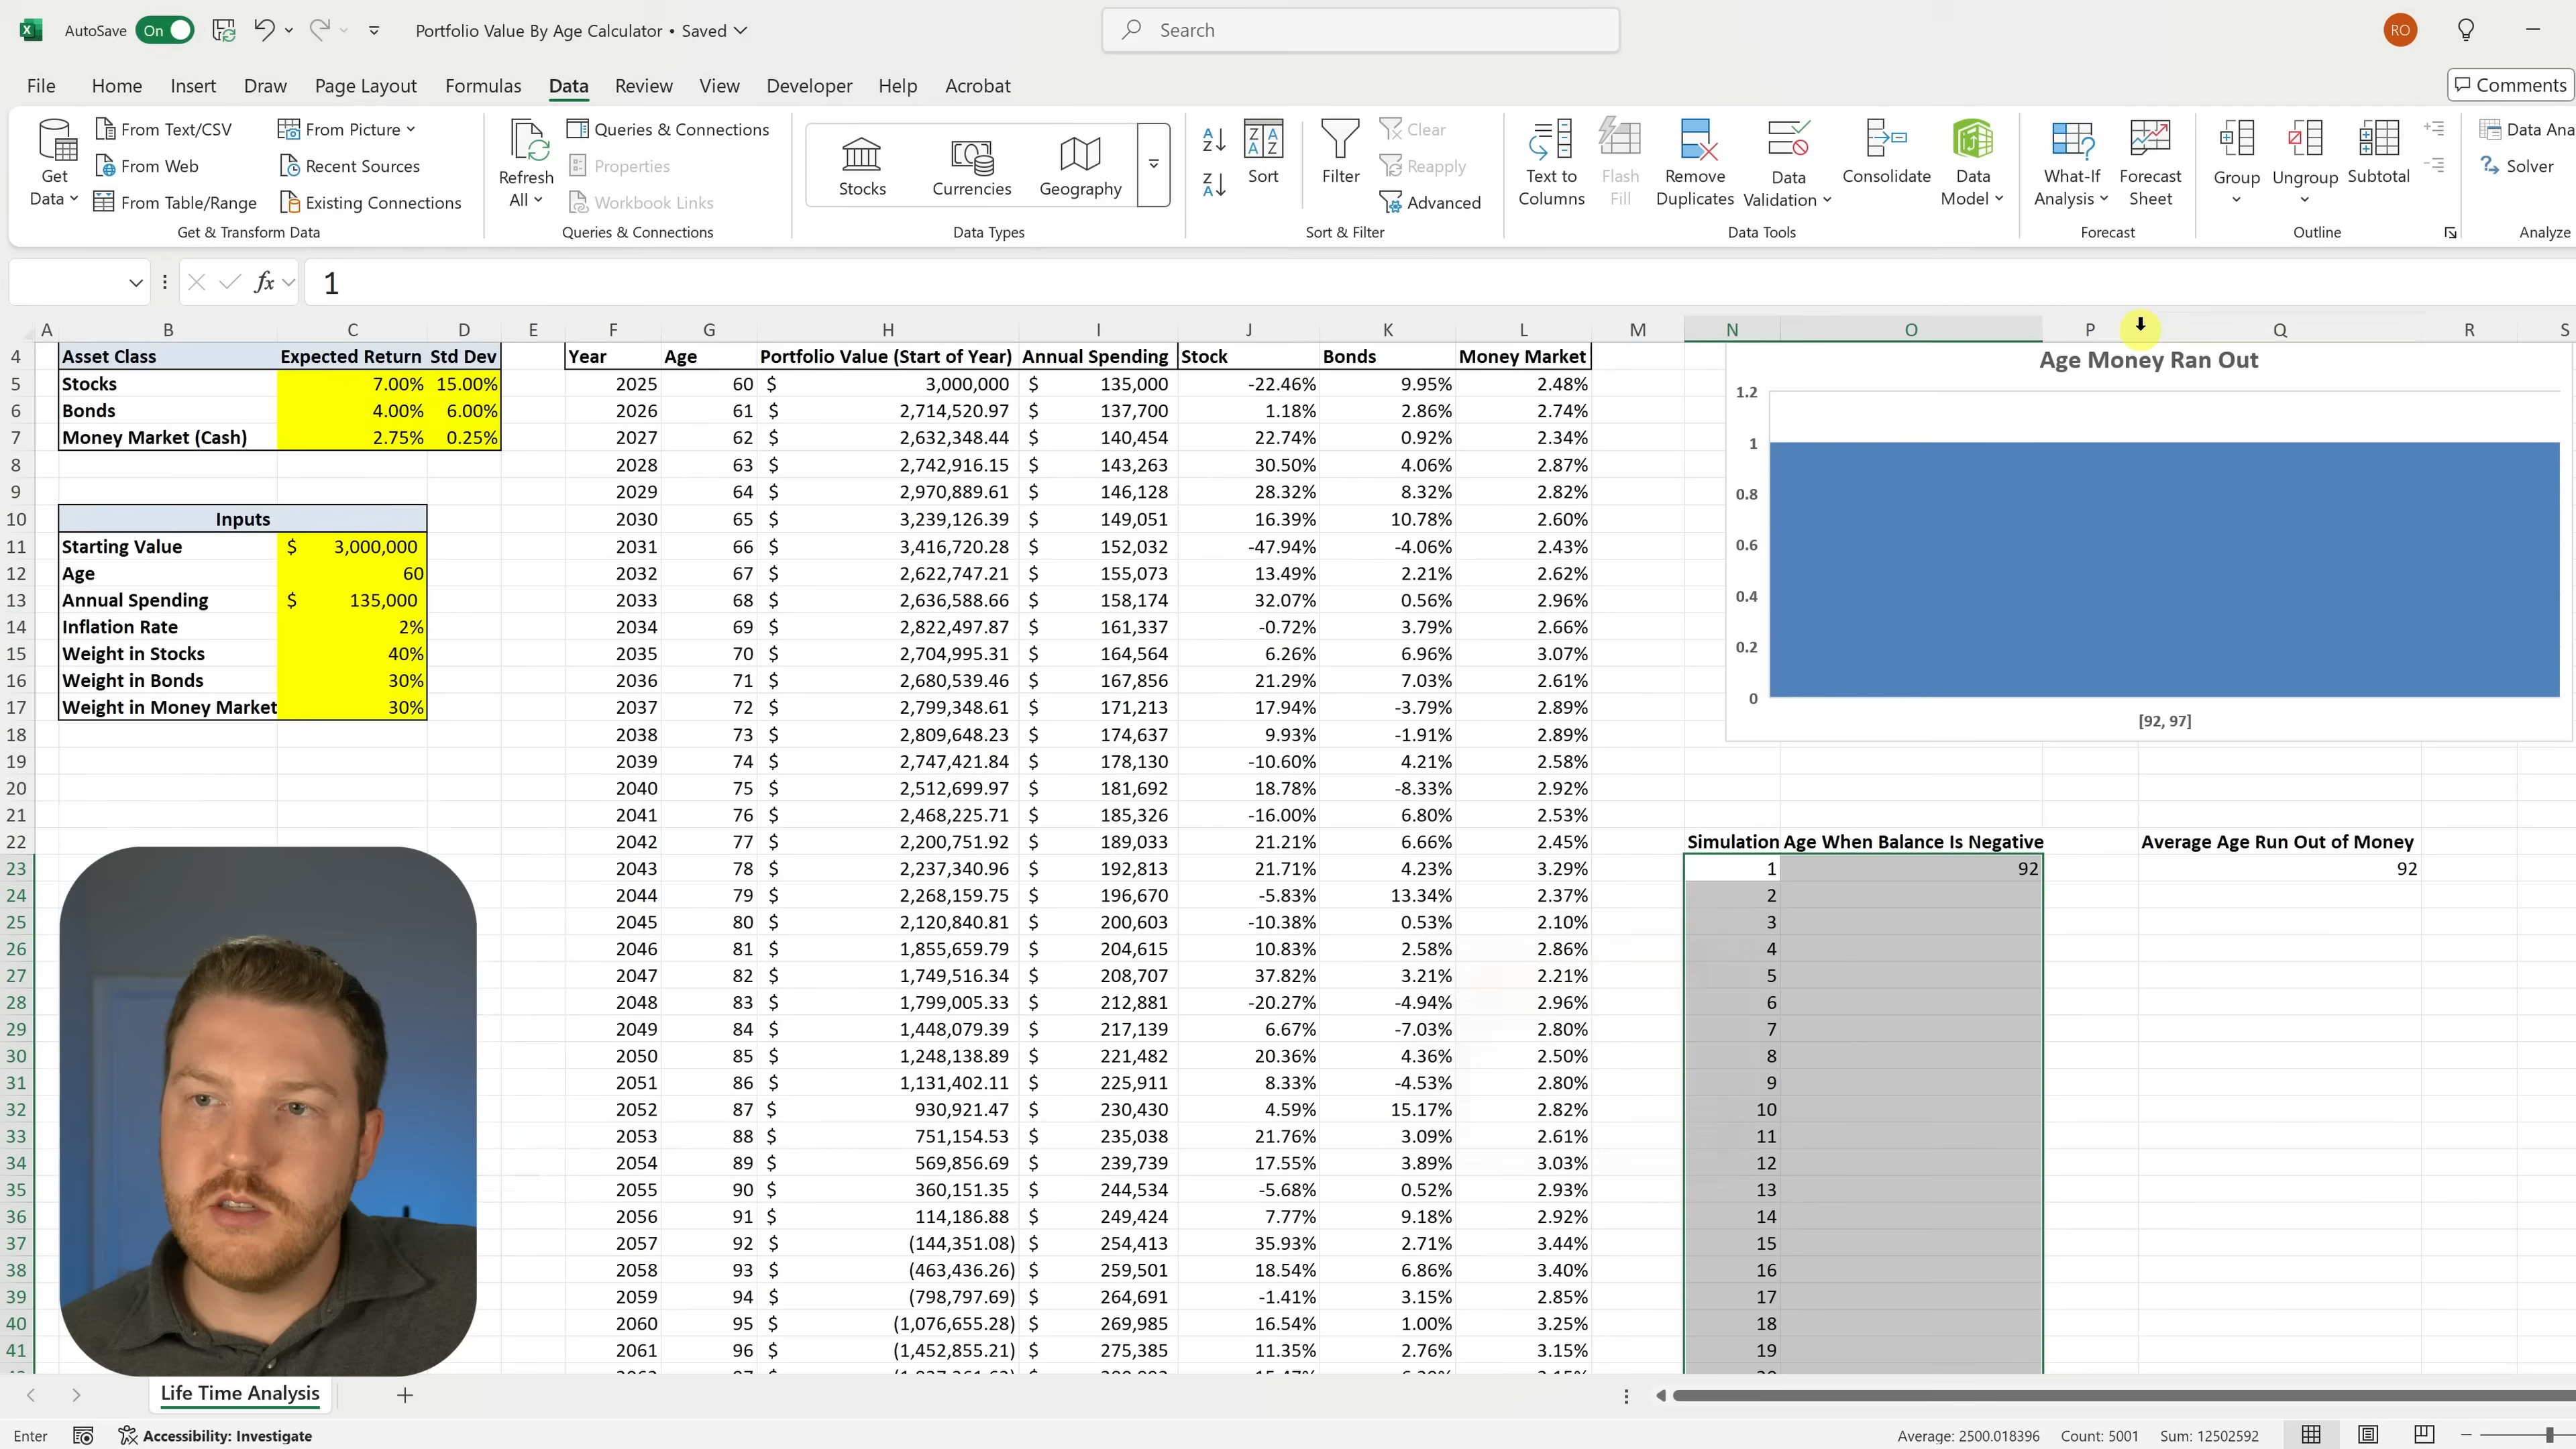 AutoSave On Portfolio Value By Age Calculator • Saved Search RO
File Home Insert Draw Page Layout Formulas Data Review View Developer Help Acrobat Comments
Get Data From Text/CSV From Web From Table/Range From Picture Recent Sources Existing Connections
Get & Transform Data
Refresh All Queries & Connections Properties Workbook Links
Queries & Connections
Stocks Currencies Geography
Data Types
Sort Filter Clear Reapply Advanced
Sort & Filter
Text to Columns Flash Fill Remove Duplicates Data Validation Consolidate Data Model
Data Tools
What-If Analysis Forecast Sheet
Forecast
Group Ungroup Subtotal
Outline
Data Ana
Solver
Analyze
fx 1
A B C D E F G H I J K L M N O P Q R S
4 Asset Class Expected Return Std Dev Year Age Portfolio Value (Start of Year) Annual Spending Stock Bonds Money Market
5 Stocks 7.00% 15.00% 2025 60 $ 3,000,000 $ 135,000 -22.46% 9.95% 2.48%
6 Bonds 4.00% 6.00% 2026 61 $ 2,714,520.97 $ 137,700 1.18% 2.86% 2.74%
7 Money Market (Cash) 2.75% 0.25% 2027 62 $ 2,632,348.44 $ 140,454 22.74% 0.92% 2.34%
8 2028 63 $ 2,742,916.15 $ 143,263 30.50% 4.06% 2.87%
9 2029 64 $ 2,970,889.61 $ 146,128 28.32% 8.32% 2.82%
10 Inputs 2030 65 $ 3,239,126.39 $ 149,051 16.39% 10.78% 2.60%
11 Starting Value $ 3,000,000 2031 66 $ 3,416,720.28 $ 152,032 -47.94% -4.06% 2.43%
12 Age 60 2032 67 $ 2,622,747.21 $ 155,073 13.49% 2.21% 2.62%
13 Annual Spending $ 135,000 2033 68 $ 2,636,588.66 $ 158,174 32.07% 0.56% 2.96%
14 Inflation Rate 2% 2034 69 $ 2,822,497.87 $ 161,337 -0.72% 3.79% 2.66%
15 Weight in Stocks 40% 2035 70 $ 2,704,995.31 $ 164,564 6.26% 6.96% 3.07%
16 Weight in Bonds 30% 2036 71 $ 2,680,539.46 $ 167,856 21.29% 7.03% 2.61%
17 Weight in Money Market 30% 2037 72 $ 2,799,348.61 $ 171,213 17.94% -3.79% 2.89%
18 2038 73 $ 2,809,648.23 $ 174,637 9.93% -1.91% 2.89%
19 2039 74 $ 2,747,421.84 $ 178,130 -10.60% 4.21% 2.58%
20 2040 75 $ 2,512,699.97 $ 181,692 18.78% -8.33% 2.92%
21 2041 76 $ 2,468,225.71 $ 185,326 -16.00% 6.80% 2.53%
Age Money Ran Out
1.2
1
0.8
0.6
0.4
0.2
0
[92, 97]
22 2042 77 $ 2,200,751.92 $ 189,033 21.21% 6.66% 2.45% Simulation Age When Balance Is Negative Average Age Run Out of Money
23 2043 78 $ 2,237,340.96 $ 192,813 21.71% 4.23% 3.29% 1 92 92
24 2044 79 $ 2,268,159.75 $ 196,670 -5.83% 13.34% 2.37% 2
25 2045 80 $ 2,120,840.81 $ 200,603 -10.38% 0.53% 2.10% 3
26 2046 81 $ 1,855,659.79 $ 204,615 10.83% 2.58% 2.86% 4
27 2047 82 $ 1,749,516.34 $ 208,707 37.82% 3.21% 2.21% 5
28 2048 83 $ 1,799,005.33 $ 212,881 -20.27% -4.94% 2.96% 6
29 2049 84 $ 1,448,079.39 $ 217,139 6.67% -7.03% 2.80% 7
30 2050 85 $ 1,248,138.89 $ 221,482 20.36% 4.36% 2.50% 8
31 2051 86 $ 1,131,402.11 $ 225,911 8.33% -4.53% 2.80% 9
32 2052 87 $ 930,921.47 $ 230,430 4.59% 15.17% 2.82% 10
33 2053 88 $ 751,154.53 $ 235,038 21.76% 3.09% 2.61% 11
34 2054 89 $ 569,856.69 $ 239,739 17.55% 3.89% 3.03% 12
35 2055 90 $ 360,151.35 $ 244,534 -5.68% 0.52% 2.93% 13
36 2056 91 $ 114,186.88 $ 249,424 7.77% 9.18% 2.92% 14
37 2057 92 $ (144,351.08) $ 254,413 35.93% 2.71% 3.44% 15
38 2058 93 $ (463,436.26) $ 259,501 18.54% 6.86% 3.40% 16
39 2059 94 $ (798,797.69) $ 264,691 -1.41% 3.15% 2.85% 17
40 2060 95 $ (1,076,655.28) $ 269,985 16.54% 1.00% 3.25% 18
41 2061 96 $ (1,452,855.21) $ 275,385 11.35% 2.76% 3.15% 19
Life Time Analysis
Enter Accessibility: Investigate Average: 2500.018396 Count: 5001 Sum: 12502592